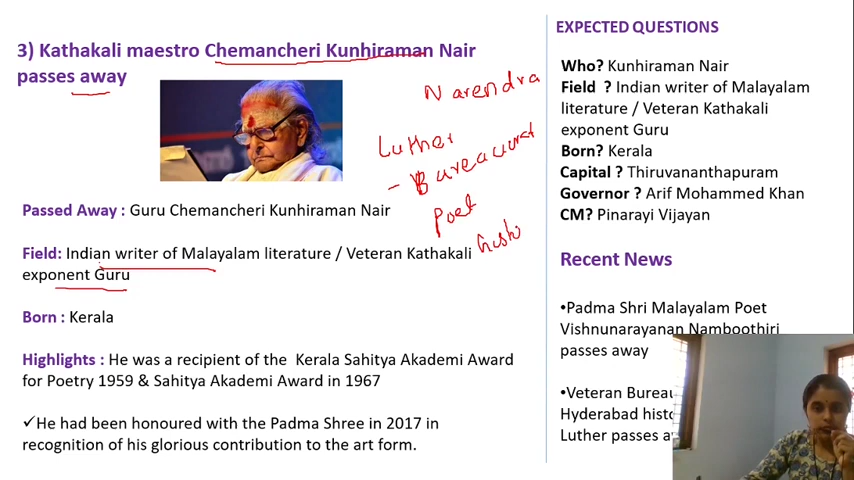 3) Kathakali maestro Chemancheri Kunhiraman Nair
passes away
Narendra
Luther
- Bureaucrat
Poet
Passed Away : Guru Chemancheri Kunhiraman Nair
Field: Indian writer of Malayalam literature / Veteran Kathakali
exponent Guru
Born : Kerala
Highlights : He was a recipient of the Kerala Sahitya Akademi Award
for Poetry 1959 & Sahitya Akademi Award in 1967
✓He had been honoured with the Padma Shree in 2017 in
recognition of his glorious contribution to the art form.
EXPECTED QUESTIONS
Who? Kunhiraman Nair
Field ? Indian writer of Malayalam
literature / Veteran Kathakali
exponent Guru
Born? Kerala
Capital ? Thiruvananthapuram
Governor ? Arif Mohammed Khan
CM? Pinarayi Vijayan
Recent News
•Padma Shri Malayalam Poet
Vishnunarayanan Namboothiri
passes away
•Veteran
Hyderabad
Luther passes